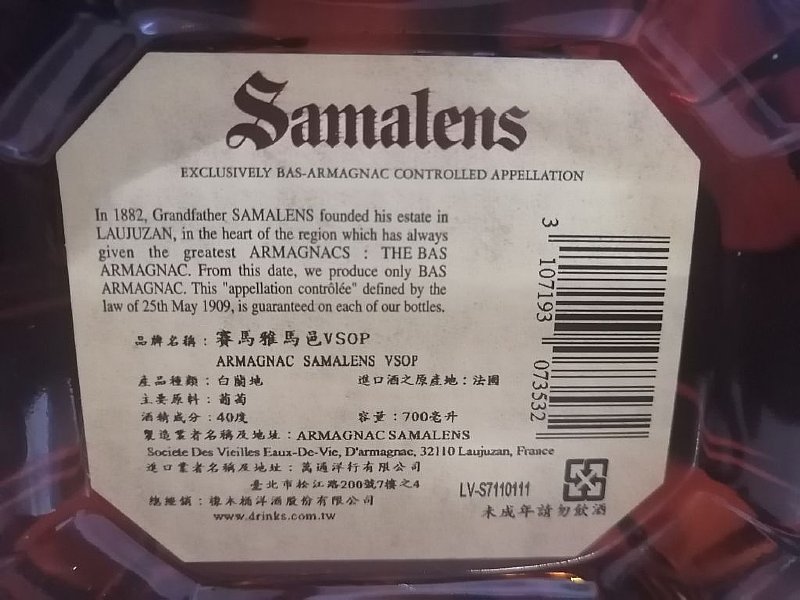 Samalens
EXCLUSIVELY BAS-ARMAGNAC CONTROLLED APPELLATION
In 1882, Grandfather SAMALENS founded his estate in
LAUJUZAN, in the heart of the region which has always
given the greatest ARMAGNACS : THE BAS
ARMAGNAC. From this date, we produce only BAS
ARMAGNAC. This "appellation contrôlée" defined by the
law of 25th May 1909, is guaranteed on each of our bottles.
3 107193 073532
品牌名稱：賽馬雅馬邑VSOP
ARMAGNAC SAMALENS VSOP
產品種類：白蘭地 進口酒之原產地：法國
主要原料：葡萄
酒精成分：40度 容量：700毫升
製造業者名稱及地址：ARMAGNAC SAMALENS
Societe Des Vieilles Eaux-De-Vie, D'armagnac, 32110 Laujuzan, France
進口業者名稱及地址：萬通洋行有限公司
臺北市松江路200號7樓之4
總經銷：橡木桶洋酒股份有限公司
www.drinks.com.tw
LV-S7110111
未成年請勿飲酒